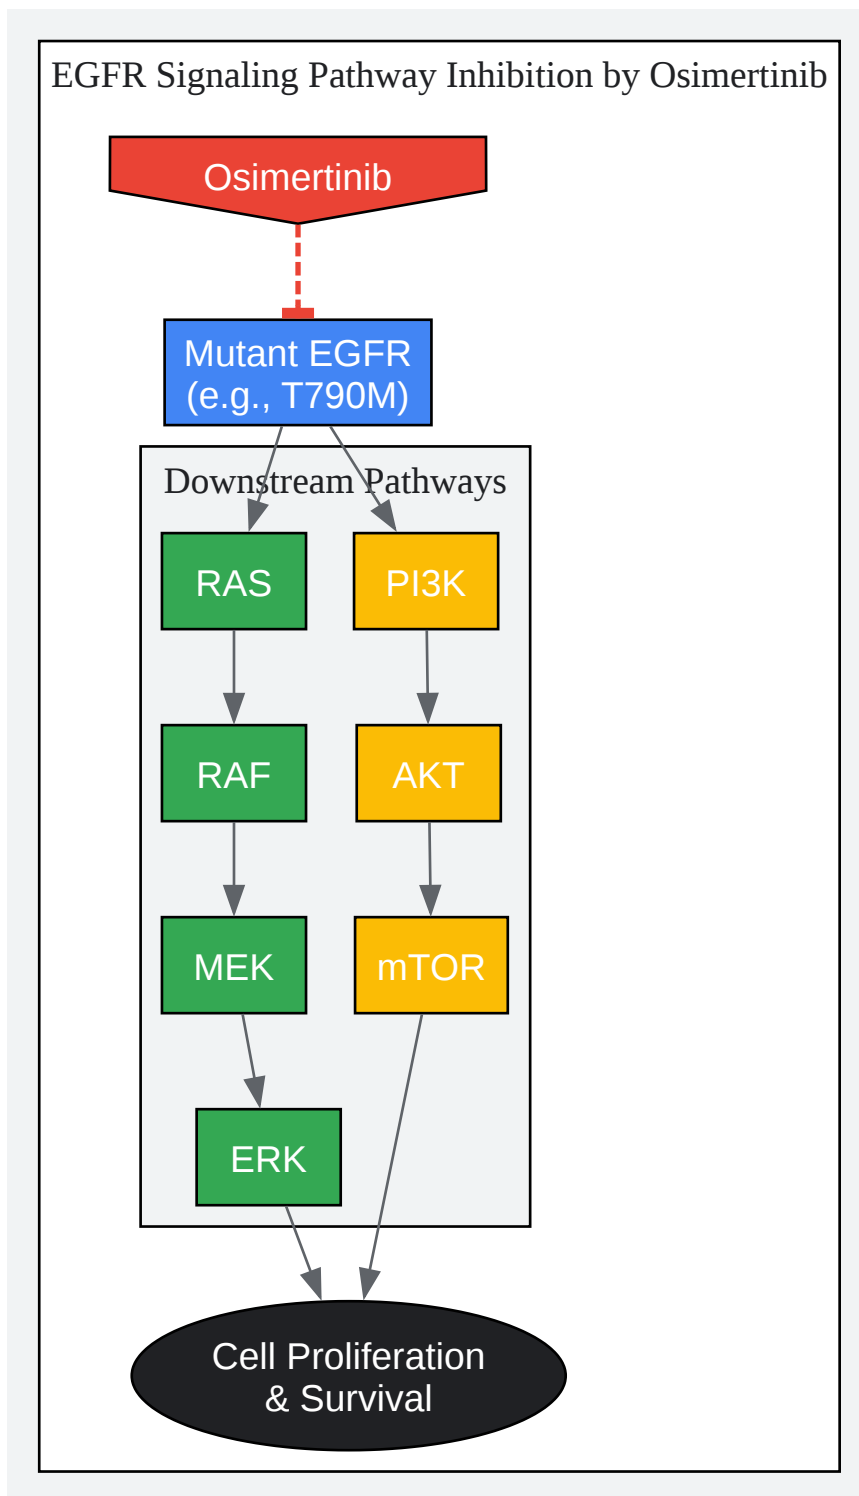 EGFR Signaling Pathway Inhibition by Osimertinib
Osimertinib
Mutant EGFR
(e.g., T790M)
Downstream Pathways
RAS
PI3K
RAF
AKT
MEK
mTOR
ERK
Cell Proliferation
& Survival